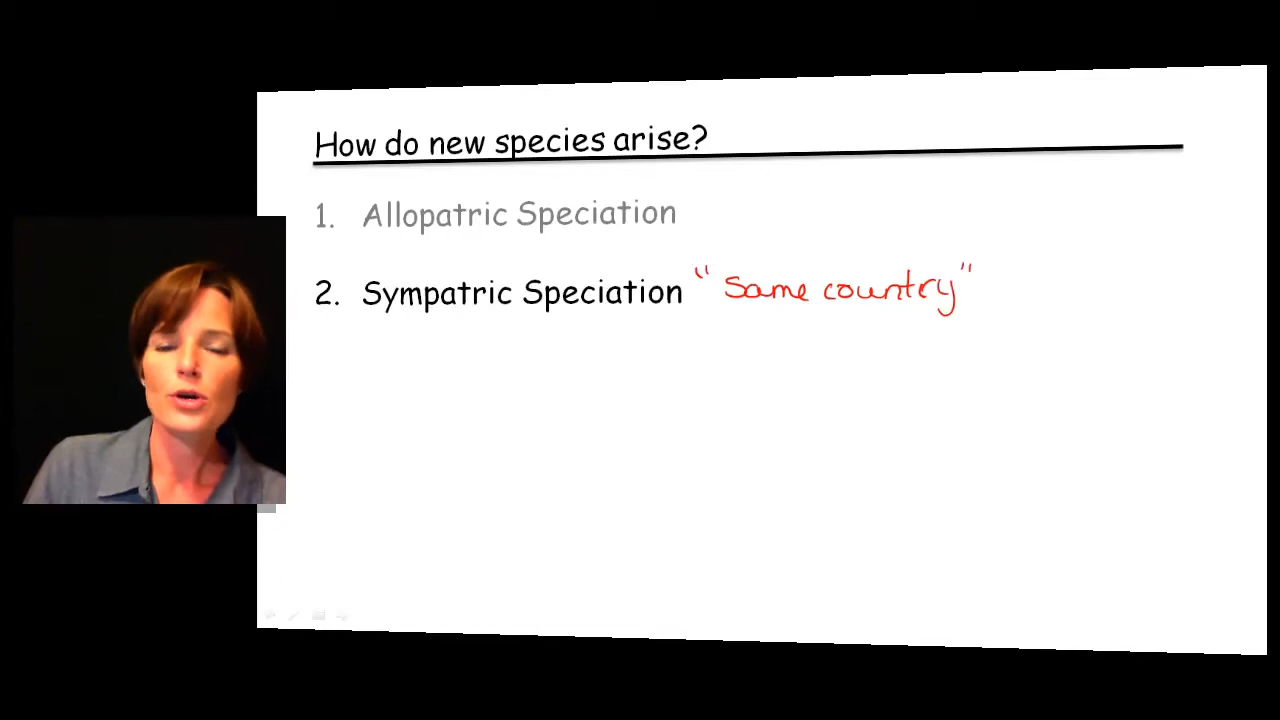 How do new species arise?
1. Allopatric Speciation
2. Sympatric Speciation "Same country"